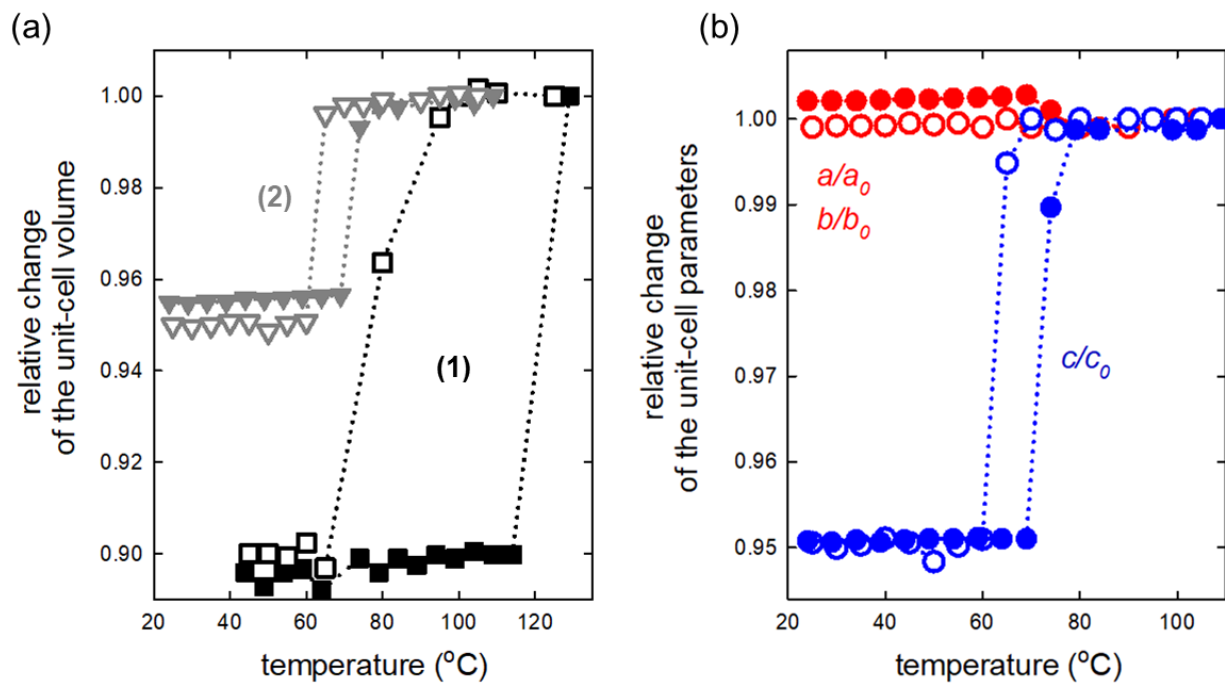 (a)
relative change
of the unit-cell volume
1.00
0.98
0.96
0.94
0.92
0.90
(2)
(1)
20
40
60
80
100
120
temperature (°C)
(b)
relative change
of the unit-cell parameters
1.00
0.99
0.98
0.97
0.96
0.95
a/a₀
b/b₀
c/c₀
20
40
60
80
100
temperature (°C)